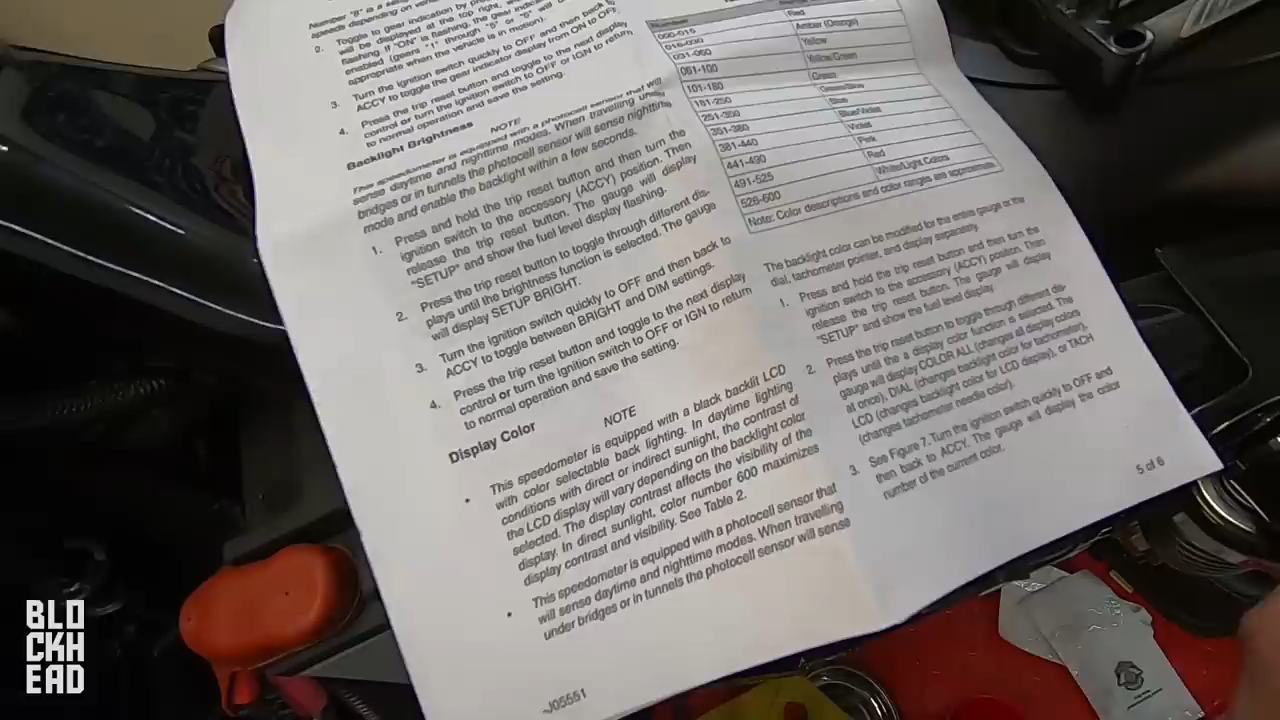 Number "8" is a
speeds depending on
2. Toggle to gear indication by
will be displayed at the top right,
flashing. If "ON" is flashing, the gear
enabled (gears "1" through "5" or "6" will
appropriate when the vehicle is in motion).
3. Turn the ignition switch quickly to OFF and then back to
ACCY to toggle the gear indicator display from ON to OFF.
4. Press the trip reset button and toggle to the next display
control or turn the ignition switch to OFF or IGN to return
to normal operation and save the setting.
Backlight Brightness
NOTE
This speedometer is equipped with a photocell sensor that will
sense daytime and nighttime modes. When travelling under
bridges or in tunnels the photocell sensor will sense nighttime
mode and enable the backlight within a few seconds.
1. Press and hold the trip reset button and then turn the
ignition switch to the accessory (ACCY) position. Then
release the trip reset button. The gauge will display
"SETUP" and show the fuel level display flashing.
2. Press the trip reset button to toggle through different dis-
plays until the brightness function is selected. The gauge
will display SETUP BRIGHT.
3. Turn the ignition switch quickly to OFF and then back to
ACCY to toggle between BRIGHT and DIM settings.
4. Press the trip reset button and toggle to the next display
control or turn the ignition switch to OFF or IGN to return
to normal operation and save the setting.
Display Color
NOTE
• This speedometer is equipped with a black backlit LCD
with color selectable back lighting. In daytime lighting
conditions with direct or indirect sunlight, the contrast of
the LCD display will vary depending on the backlight color
selected. The display contrast affects the visibility of the
display. In direct sunlight, color number 600 maximizes
display contrast and visibility. See Table 2.
• This speedometer is equipped with a photocell sensor that
will sense daytime and nighttime modes. When travelling
under bridges or in tunnels the photocell sensor will sense
-J05551
000-015 Red
016-030 Amber (Orange)
031-060 Yellow
061-100 Yellow/Green
101-180 Green
181-250 Green/Blue
251-350 Blue
351-380 Blue/Violet
381-440 Violet
441-490 Pink
491-525 Red
526-600 White/Light Colors
Note: Color descriptions and color ranges are approximate
The backlight color can be modified for the entire gauge or the
dial, tachometer pointer, and display separately.
1. Press and hold the trip reset button and then turn the
ignition switch to the accessory (ACCY) position. Then
release the trip reset button. The gauge will display
"SETUP" and show the fuel level display.
2. Press the trip reset button to toggle through different dis-
plays until the a display color function is selected. The
gauge will display COLOR ALL (changes all display colors
at once), DIAL (changes backlight color for tachometer),
LCD (changes backlight color for LCD display), or TACH
(changes tachometer needle color).
3. See Figure 7. Turn the ignition switch quickly to OFF and
then back to ACCY. The gauge will display the color
number of the current color.
5 of 6
BLO
CKH
EAD